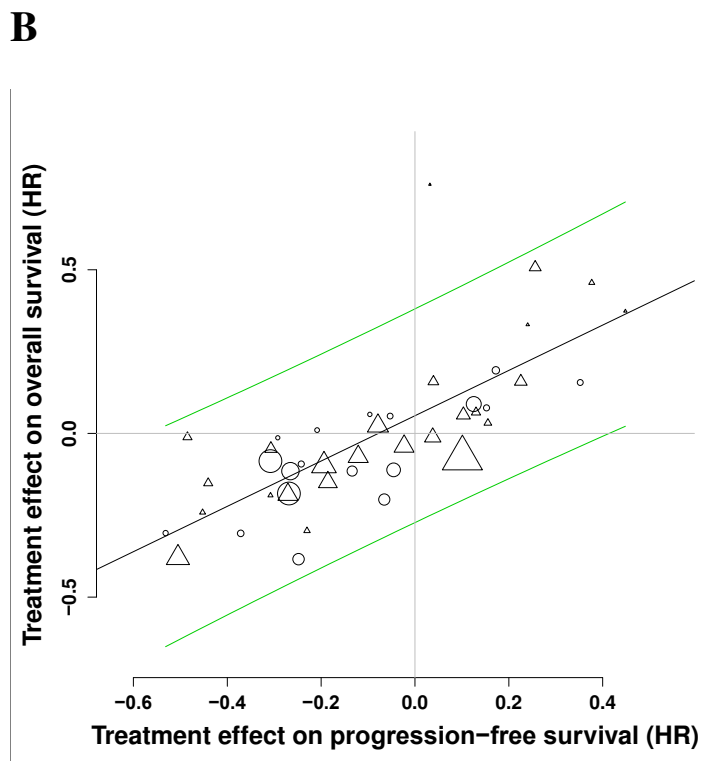 B
Treatment effect on overall survival (HR)
0.5
0.0
−0.5
−0.6 −0.4 −0.2 0.0 0.2 0.4
Treatment effect on progression−free survival (HR)